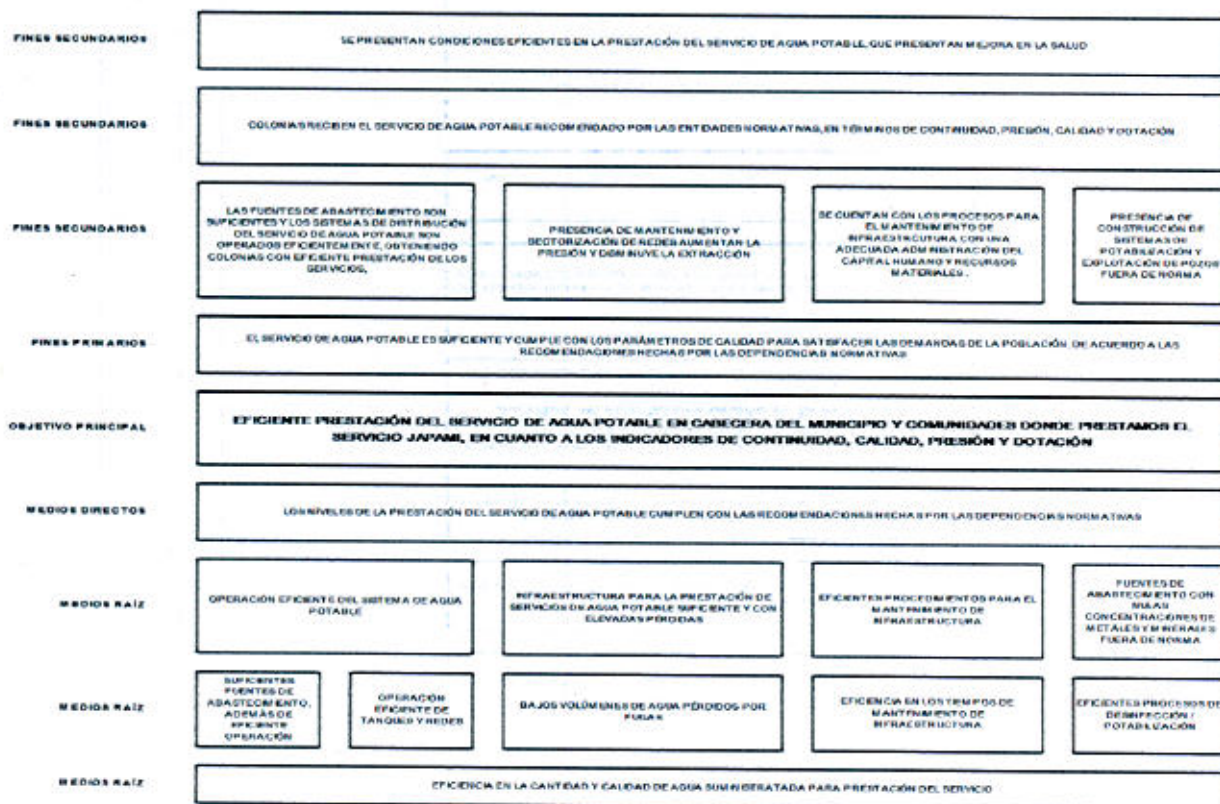 FINES SECUNDARIOS
SE PRESENTAN CONDICIONES EFICIENTES EN LA PRESTACIÓN DEL SERVICIO DE AGUA POTABLE, QUE PRESENTAN MEJORA EN LA SALUD
FINES SECUNDARIOS
COLONIAS RECIBEN EL SERVICIO DE AGUA POTABLE RECOMENDADO POR LAS ENTIDADES NORMATIVAS, EN TÉRMINOS DE CONTINUIDAD, PRESIÓN, CALIDAD Y DOTACIÓN
FINES SECUNDARIOS
LAS FUENTES DE ABASTECIMIENTO SON
SUFICIENTES Y LOS SISTEMAS DE DISTRIBUCIÓN
DEL SERVICIO DE AGUA POTABLE SON
OPERADOS EFICIENTEMENTE, OBTENIENDO
COLONIAS CON EFICIENTE PRESTACIÓN DE LOS
SERVICIOS,
PRESENCIA DE MANTENIMIENTO Y
SECTORIZACIÓN DE REDES AUMENTAN LA
PRESIÓN Y DISMINUYE LA EXTRACCIÓN
SE CUENTAN CON LOS PROCESOS PARA
EL MANTENIMIENTO DE
INFRAESTRUCUTURA CON UNA
ADECUADA ADMINISTRACIÓN DEL
CAPITAL HUMANO Y RECURSOS
MATERIALES .
PRESENCIA DE
CONSTRUCCIÓN DE
SISTEMAS DE
POTABILIZACIÓN Y
EXPLOTACIÓN DE POZOS
FUERA DE NORMA
FINES PRIMARIOS
EL SERVICIO DE AGUA POTABLE ES SUFICIENTE Y CUMPLE CON LOS PARÁMETROS DE CALIDAD PARA SATISFACER LAS DEMANDAS DE LA POBLACIÓN DE ACUERDO A LAS
RECOMENDACIONES HECHAS POR LAS DEPENDENCIAS NORMATIVAS
OBJETIVO PRINCIPAL
EFICIENTE PRESTACIÓN DEL SERVICIO DE AGUA POTABLE EN CABECERA DEL MUNICIPIO Y COMUNIDADES DONDE PRESTAMOS EL
SERVICIO JAPAMI, EN CUANTO A LOS INDICADORES DE CONTINUIDAD, CALIDAD, PRESIÓN Y DOTACIÓN
MEDIOS DIRECTOS
LOS NIVELES DE LA PRESTACIÓN DEL SERVICIO DE AGUA POTABLE CUMPLEN CON LAS RECOMENDACIONES HECHAS POR LAS DEPENDENCIAS NORMATIVAS
MEDIOS RAÍZ
OPERACIÓN EFICIENTE DEL SISTEMA DE AGUA
POTABLE
INFRAESTRUCTURA PARA LA PRESTACIÓN DE
SERVICIOS DE AGUA POTABLE SUFICIENTE Y CON
ELEVADAS PÉRDIDAS
EFICIENTES PROCEDIMIENTOS PARA EL
MANTENIMIENTO DE
INFRAESTRUCTURA
FUENTES DE
ABASTECIMIENTO CON
NULAS
CONCENTRACIONES DE
METALES Y MINERALES
FUERA DE NORMA
MEDIOS RAÍZ
SUFICIENTES
FUENTES DE
ABASTECIMIENTO,
ADEMÁS DE
EFICIENTE
OPERACIÓN
OPERACIÓN
EFICIENTE DE
TANQUES Y REDES
BAJOS VOLÚMENES DE AGUA PÉRDIDOS POR
FUGAS
EFICIENCIA EN LOS TIEMPOS DE
MANTENIMIENTO DE
INFRAESTRUCTURA
EFICIENTES PROCESOS DE
DESINFECCIÓN /
POTABILIZACIÓN
MEDIOS RAÍZ
EFICIENCIA EN LA CANTIDAD Y CALIDAD DE AGUA SUMINISTRATADA PARA PRESTACIÓN DEL SERVICIO